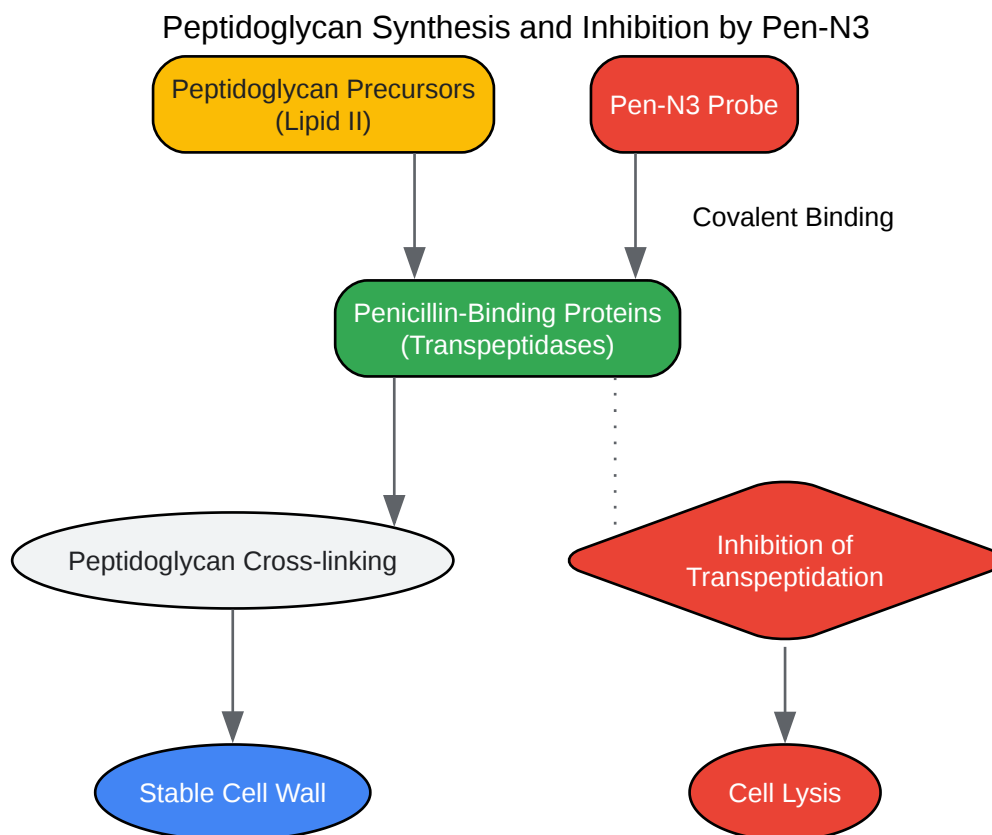 Peptidoglycan Synthesis and Inhibition by Pen-N3
Peptidoglycan Precursors
(Lipid II)
Pen-N3 Probe
Covalent Binding
Penicillin-Binding Proteins
(Transpeptidases)
Peptidoglycan Cross-linking
Inhibition of
Transpeptidation
Stable Cell Wall
Cell Lysis